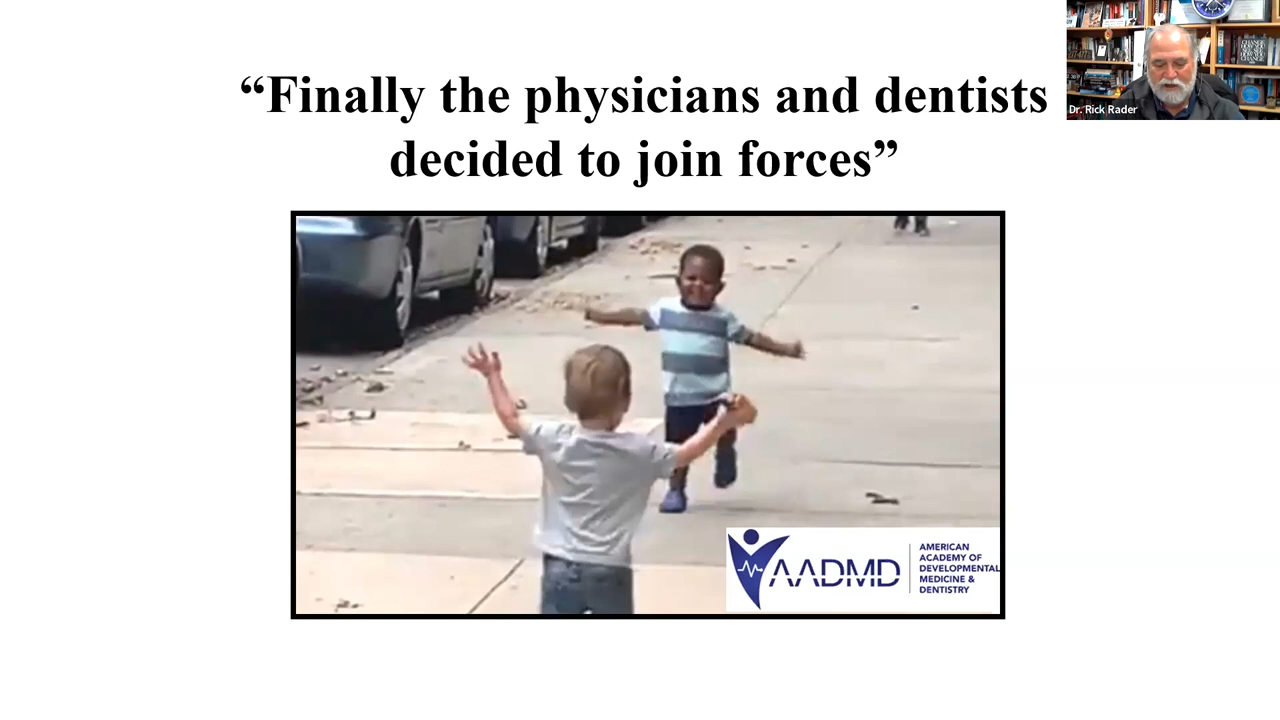 “Finally the physicians and dentists
decided to join forces”
Dr. Rick Rader
AADMD
AMERICAN
ACADEMY OF
DEVELOPMENTAL
MEDICINE &
DENTISTRY